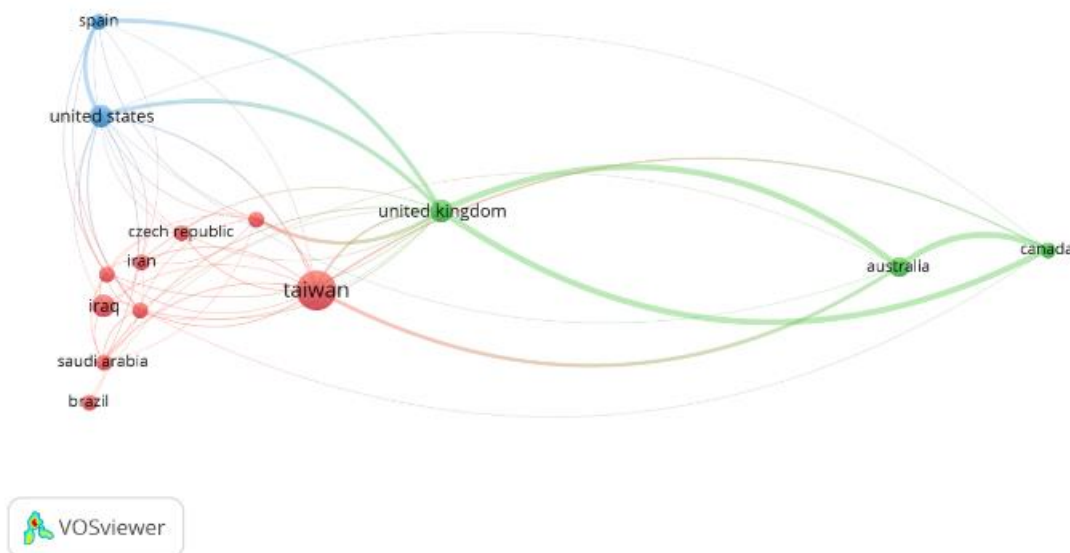 spain
united states
united kingdom
czech republic
iran
taiwan
iraq
saudi arabia
brazil
australia
canada
VOSviewer